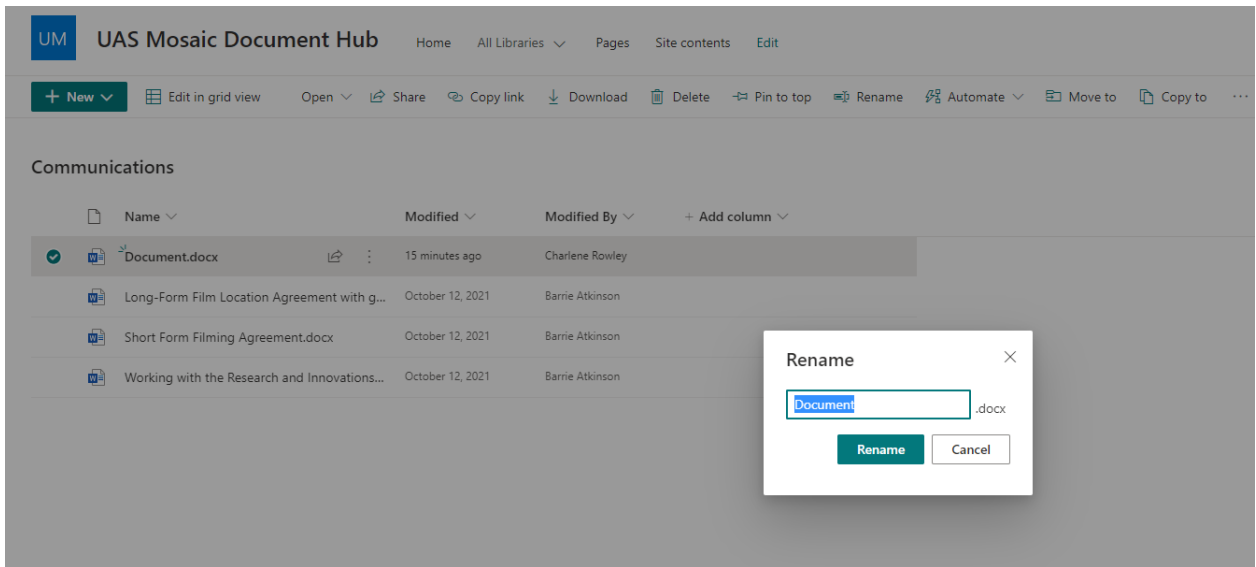 UM UAS Mosaic Document Hub Home All Libraries Pages Site contents Edit
+ New Edit in grid view Open Share Copy link Download Delete Pin to top Rename Automate Move to Copy to ...
Communications
Name Modified Modified By + Add column
Document.docx 15 minutes ago Charlene Rowley
Long-Form Film Location Agreement with g... October 12, 2021 Barrie Atkinson
Short Form Filming Agreement.docx October 12, 2021 Barrie Atkinson
Working with the Research and Innovations... October 12, 2021 Barrie Atkinson
Rename
Document .docx
Rename Cancel